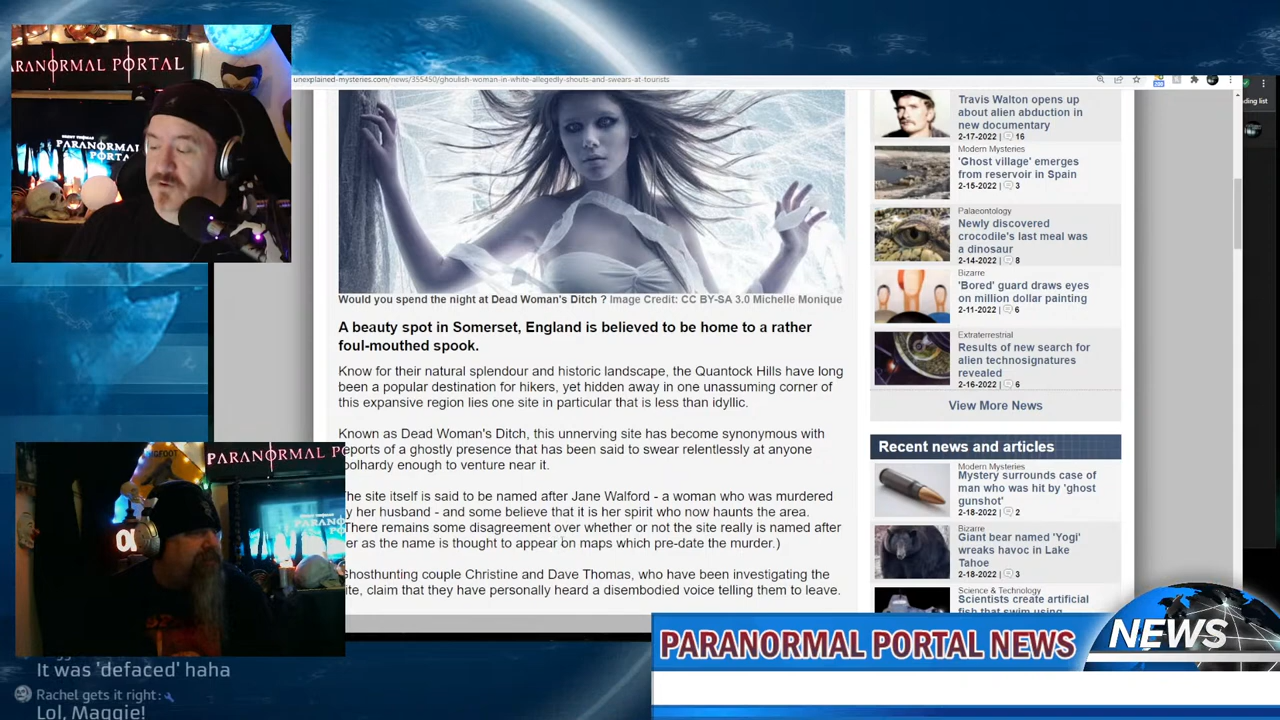 PARANORMAL PORTAL
PARANORMAL
unexplained-mysteries.com/news/355450/ghoulish-woman-in-white-allegedly-shouts-and-swears-at-tourists
Would you spend the night at Dead Woman's Ditch ? Image Credit: CC BY-SA 3.0 Michelle Monique
A beauty spot in Somerset, England is believed to be home to a rather
foul-mouthed spook.
Know for their natural splendour and historic landscape, the Quantock Hills have long
been a popular destination for hikers, yet hidden away in one unassuming corner of
this expansive region lies one site in particular that is less than idyllic.
Known as Dead Woman's Ditch, this unnerving site has become synonymous with
eports of a ghostly presence that has been said to swear relentlessly at anyone
oolhardy enough to venture near it.
he site itself is said to be named after Jane Walford - a woman who was murdered
y her husband - and some believe that it is her spirit who now haunts the area.
There remains some disagreement over whether or not the site really is named after
er as the name is thought to appear on maps which pre-date the murder.)
hosthunting couple Christine and Dave Thomas, who have been investigating the
ite, claim that they have personally heard a disembodied voice telling them to leave.
Travis Walton opens up
about alien abduction in
new documentary
2-17-2022 | 16
Modern Mysteries
'Ghost village' emerges
from reservoir in Spain
2-15-2022 | 3
Palaeontology
Newly discovered
crocodile's last meal was
a dinosaur
2-14-2022 | 8
Bizarre
'Bored' guard draws eyes
on million dollar painting
2-11-2022 | 6
Extraterrestrial
Results of new search for
alien technosignatures
revealed
2-16-2022 | 6
View More News
Recent news and articles
Modern Mysteries
Mystery surrounds case of
man who was hit by 'ghost
gunshot'
2-18-2022 | 2
Bizarre
Giant bear named 'Yogi'
wreaks havoc in Lake
Tahoe
2-18-2022 | 3
Science & Technology
Scientists create artificial
fish that swim using
ding list
BIGFOOT
PARANORMAL P
It was 'defaced' haha
Rachel gets it right:
Lol, Maggie!
PARANORMAL PORTAL NEWS
NEWS